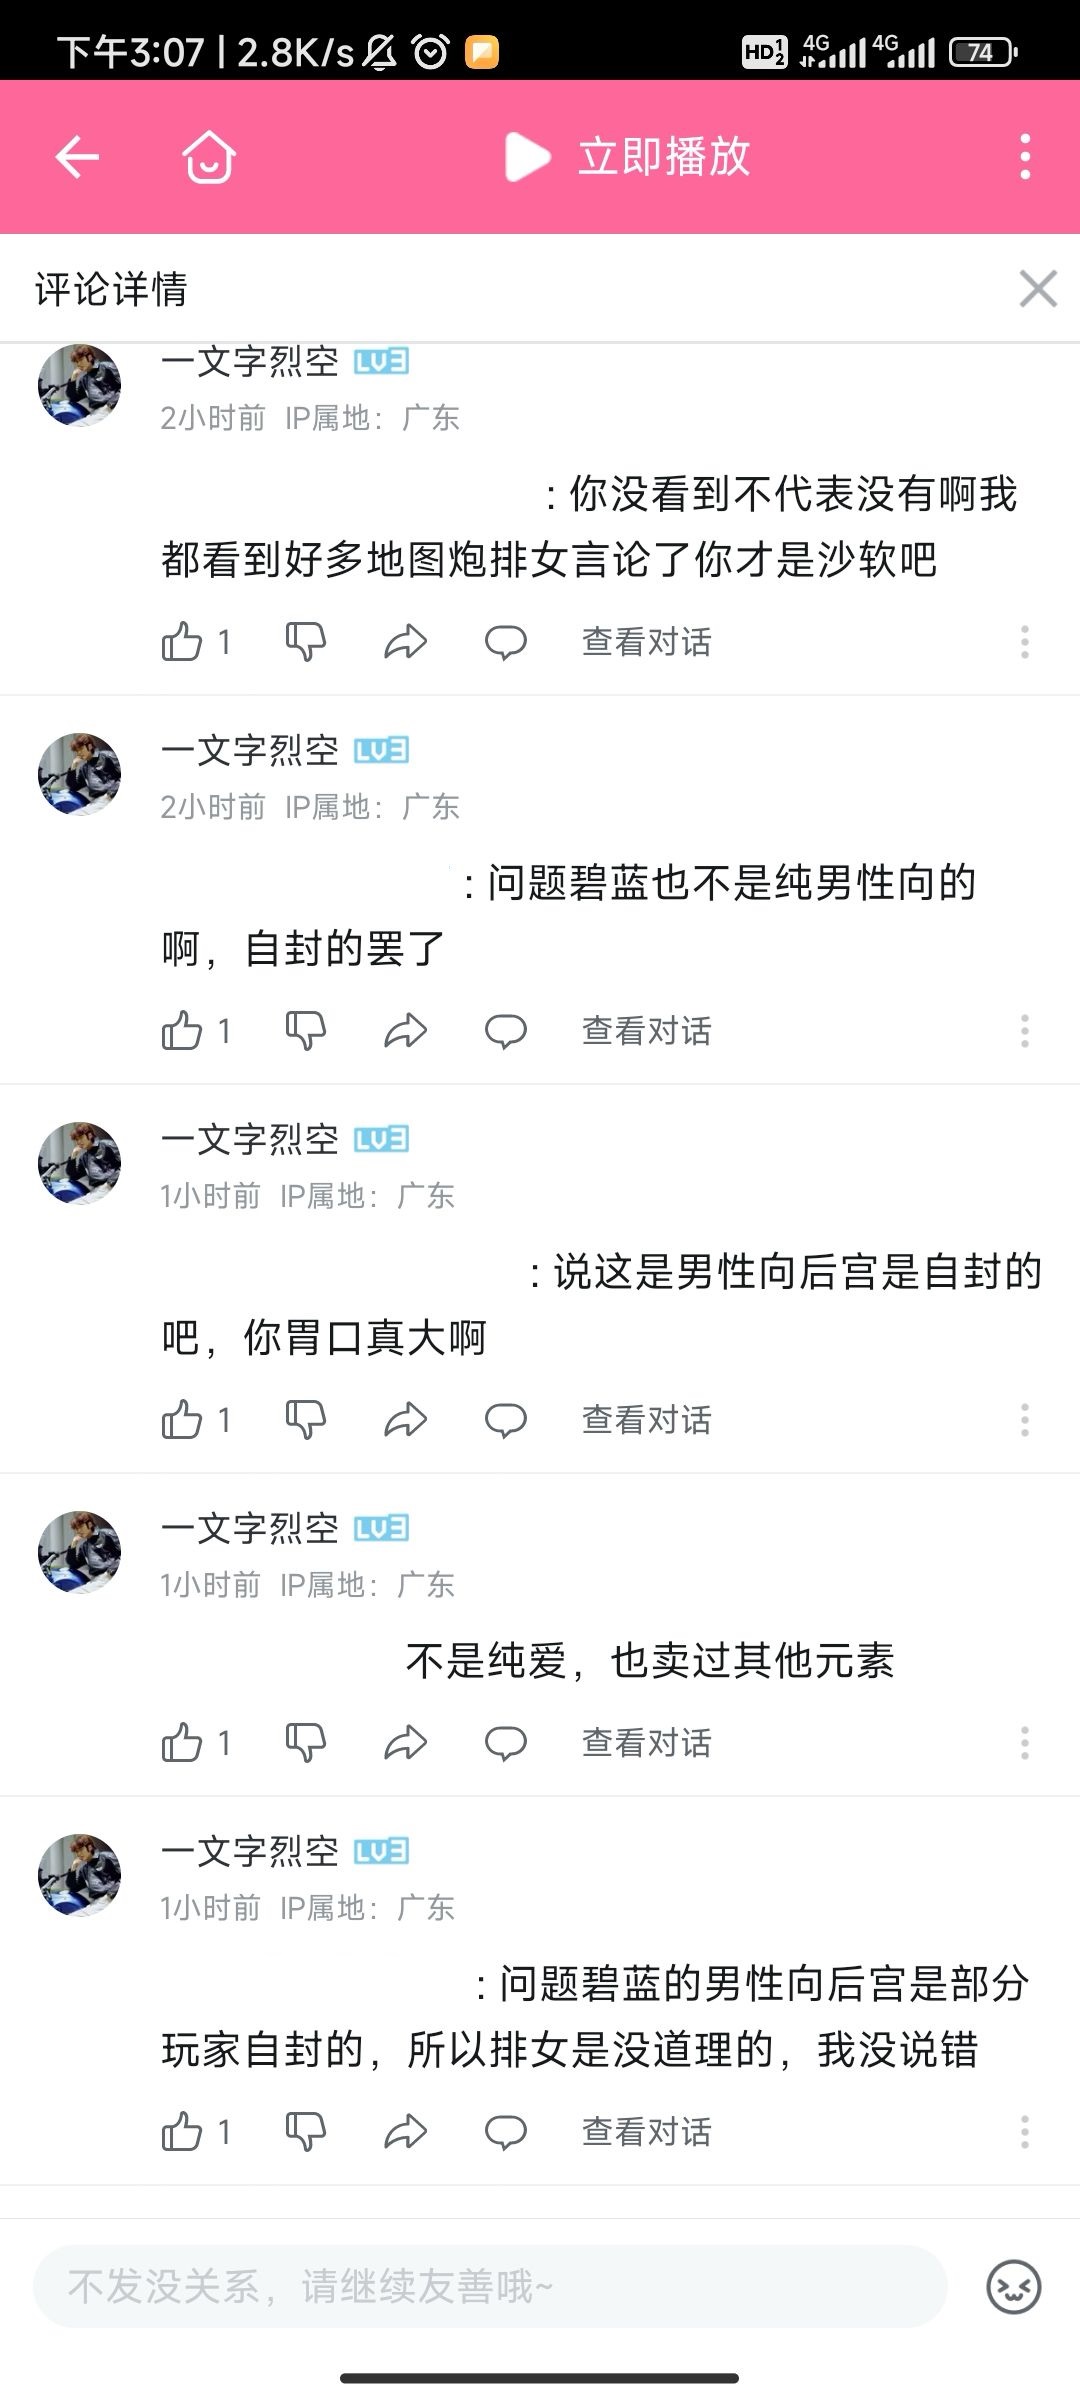 下午3:07 | 2.8K/s HD 1 2 4G 4G 74
立即播放
评论详情
一文字烈空 LV3
2小时前 IP属地：广东
: 你没看到不代表没有啊我
都看到好多地图炮排女言论了你才是沙软吧
1 查看对话
一文字烈空 LV3
2小时前 IP属地：广东
: 问题碧蓝也不是纯男性向的
啊，自封的罢了
1 查看对话
一文字烈空 LV3
1小时前 IP属地：广东
: 说这是男性向后宫是自封的
吧，你胃口真大啊
1 查看对话
一文字烈空 LV3
1小时前 IP属地：广东
不是纯爱，也卖过其他元素
1 查看对话
一文字烈空 LV3
1小时前 IP属地：广东
: 问题碧蓝的男性向后宫是部分
玩家自封的，所以排女是没道理的，我没说错
1 查看对话
不发没关系，请继续友善哦~